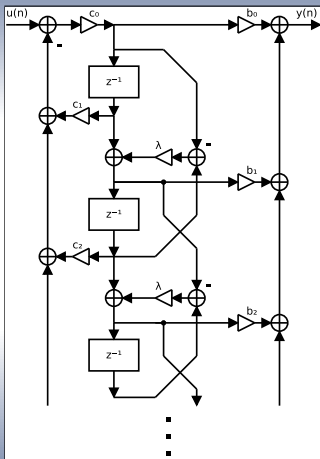 u(n) c₀ b₀ y(n)
-
z⁻¹
c₁
λ -
b₁
z⁻¹
c₂
-
λ
b₂
z⁻¹